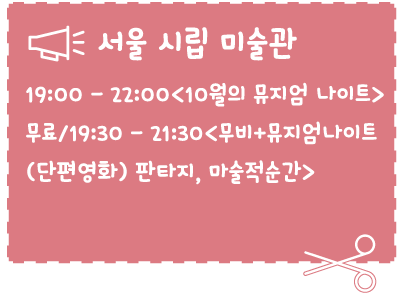 서울 시립 미술관
19:00 - 22:00<10월의 뮤지엄 나이트>
무료/19:30 - 21:30<무비+뮤지엄나이트
(단편영화) 판타지, 마술적순간>